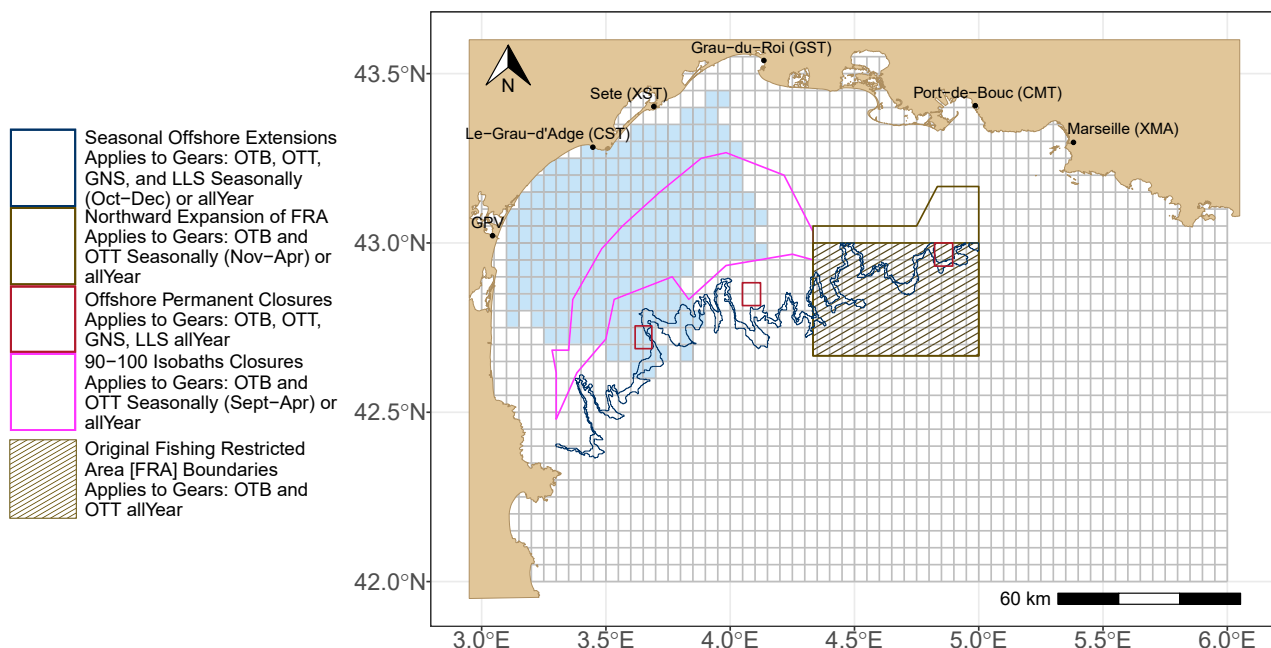 Seasonal Offshore Extensions
Applies to Gears: OTB, OTT,
GNS, and LLS Seasonally
(Oct−Dec) or allYear
Northward Expansion of FRA
Applies to Gears: OTB and
OTT Seasonally (Nov−Apr) or
allYear
Offshore Permanent Closures
Applies to Gears: OTB, OTT,
GNS, LLS allYear
90−100 Isobaths Closures
Applies to Gears: OTB and
OTT Seasonally (Sept−Apr) or
allYear
Original Fishing Restricted
Area [FRA] Boundaries
Applies to Gears: OTB and
OTT allYear
43.5°N
43.0°N
42.5°N
42.0°N
N
Grau−du−Roi (GST)
Sete (XST)
Port−de−Bouc (CMT)
Le−Grau−d'Adge (CST)
Marseille (XMA)
GPV
60 km
3.0°E
3.5°E
4.0°E
4.5°E
5.0°E
5.5°E
6.0°E